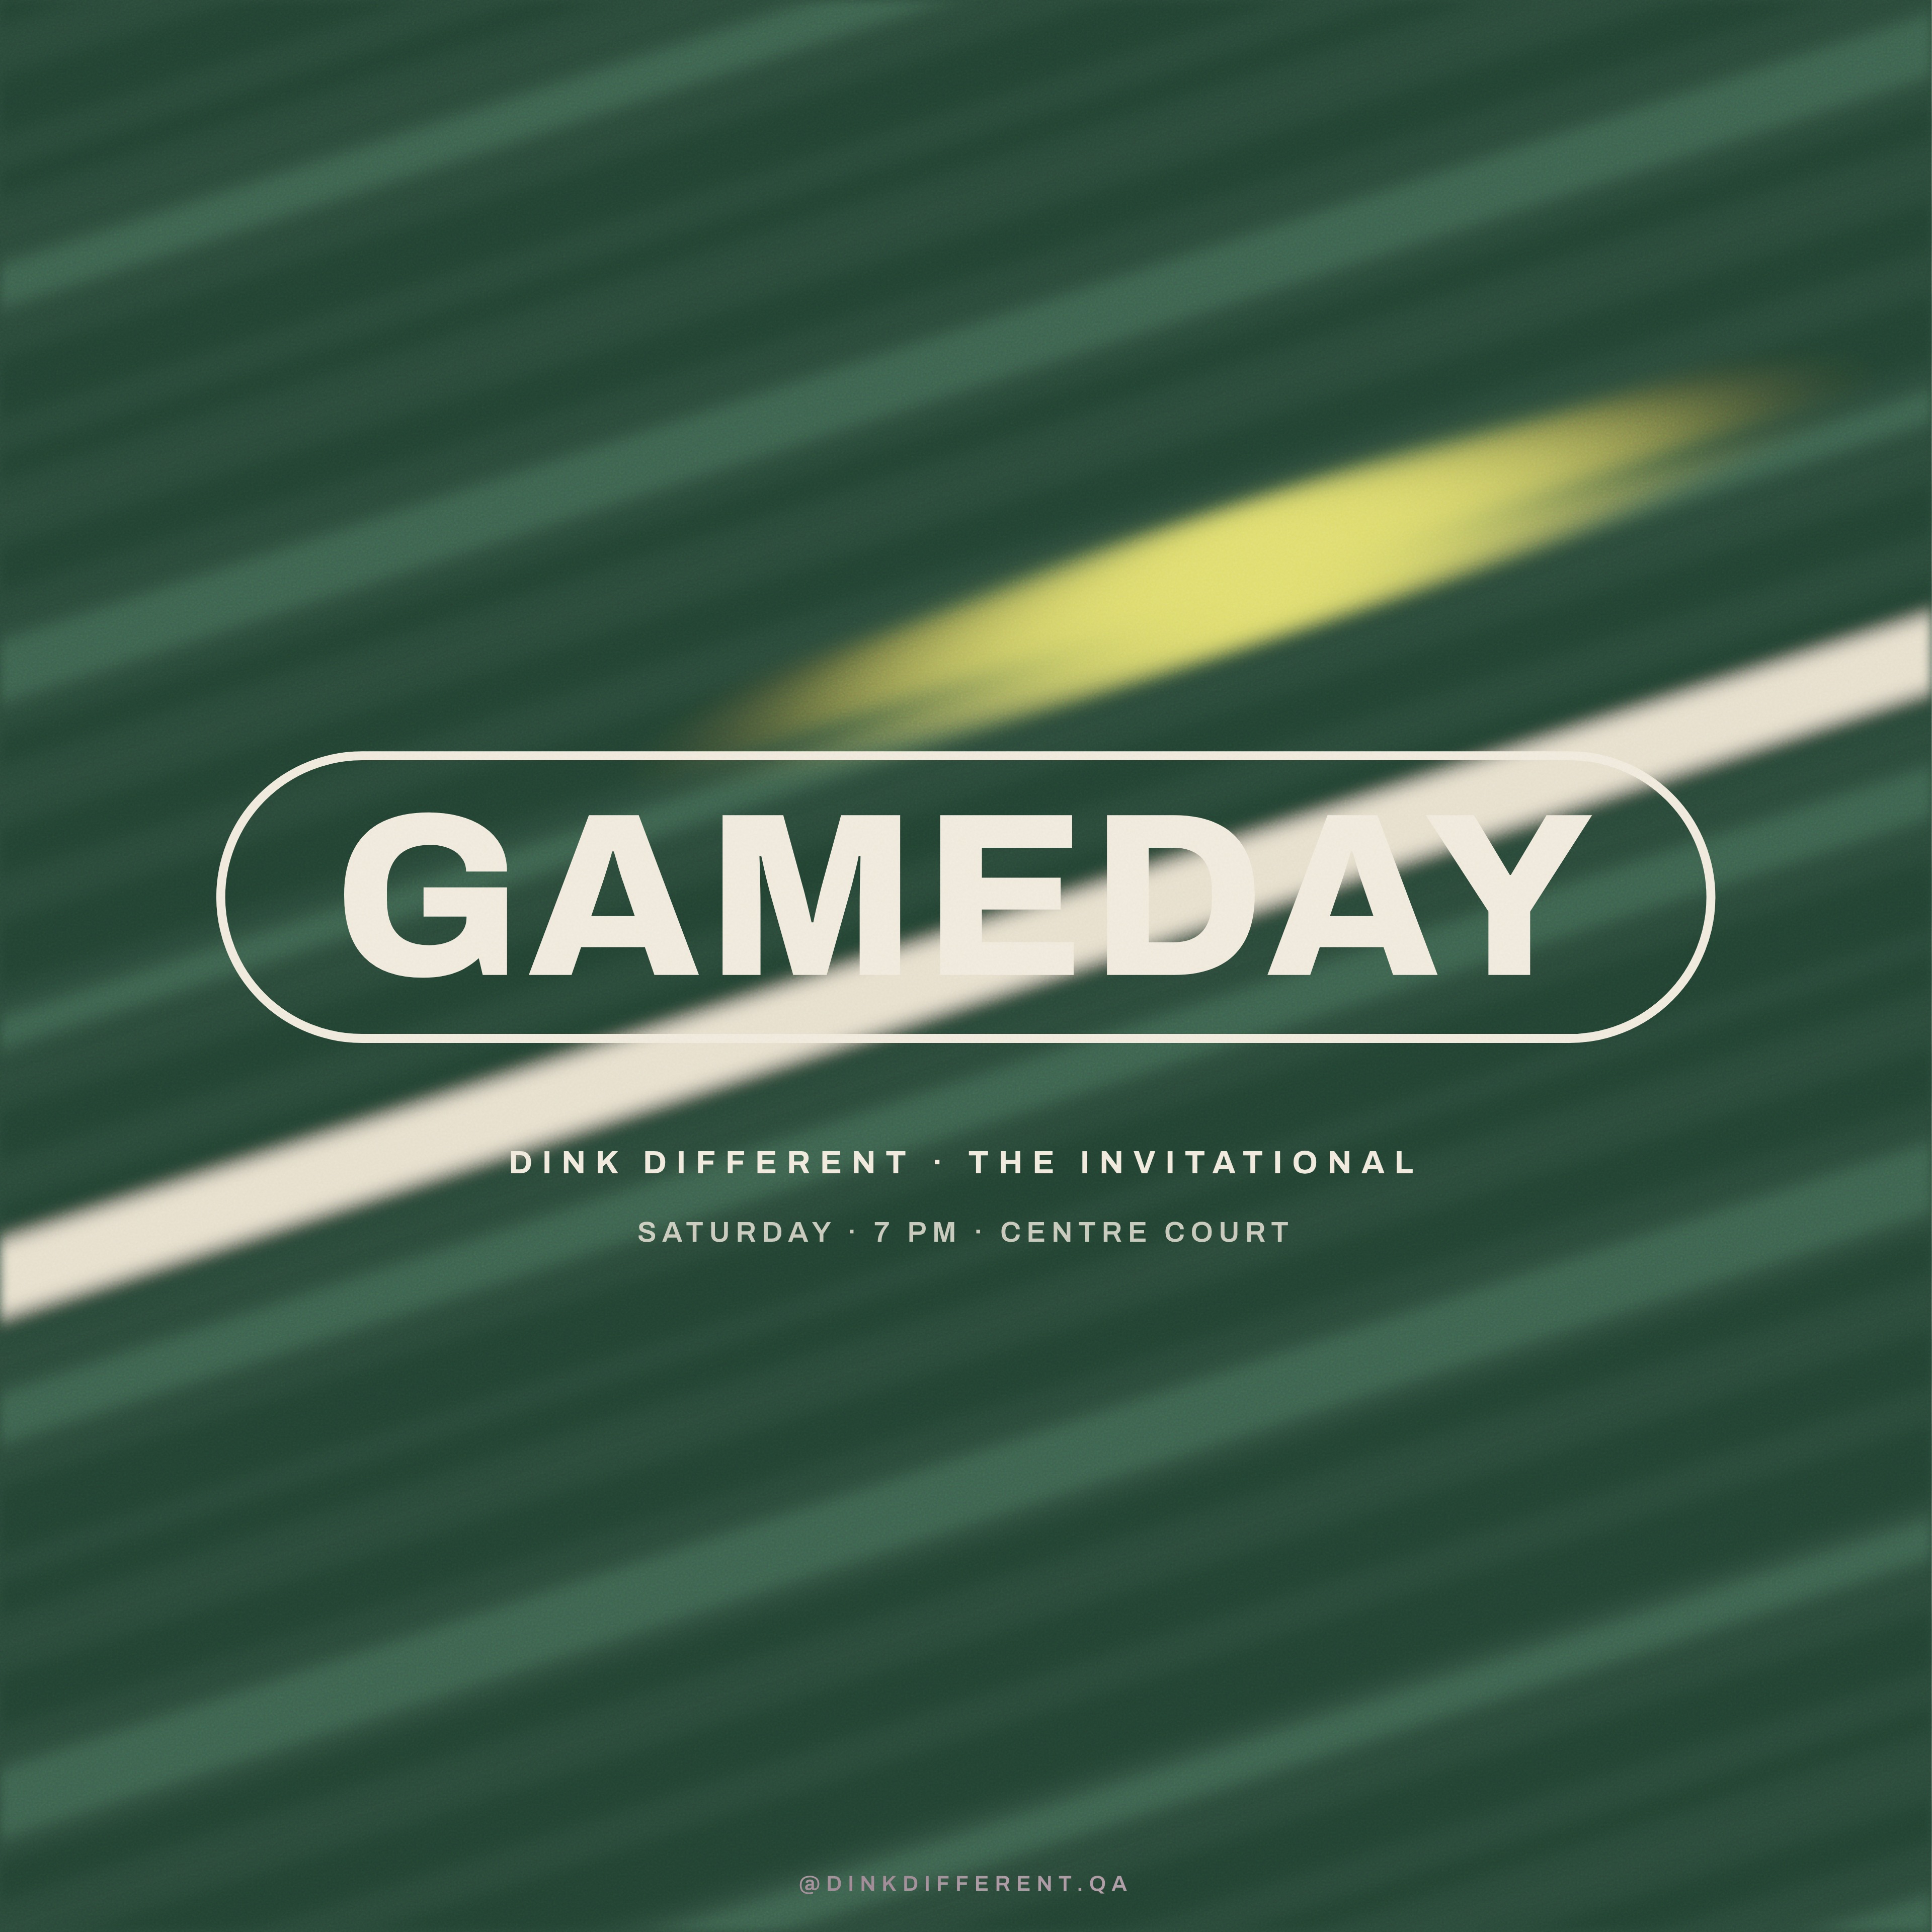 GAMEDAY
DINK DIFFERENT · THE INVITATIONAL
SATURDAY · 7 PM · CENTRE COURT
@DINKDIFFERENT.QA